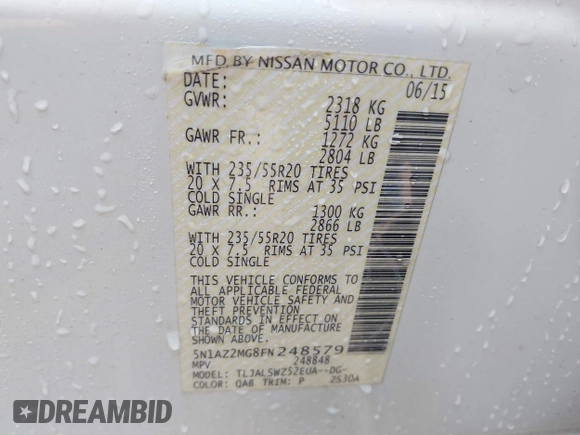 MFD. BY NISSAN MOTOR CO., LTD.
DATE: 06/15
GVWR: 2318 KG
5110 LB
GAWR FR.: 1272 KG
2804 LB
WITH 235/55R20 TIRES
20 X 7.5 RIMS AT 35 PSI
COLD SINGLE
GAWR RR.: 1300 KG
2866 LB
WITH 235/55R20 TIRES
20 X 7.5 RIMS AT 35 PSI
COLD SINGLE
THIS VEHICLE CONFORMS TO
ALL APPLICABLE FEDERAL
MOTOR VEHICLE SAFETY AND
THEFT PREVENTION
STANDARDS IN EFFECT ON
THE DATE OF MANUFACTURE
SHOWN ABOVE.
5N1AZ2MG8FN248579
MPV 248848
MODEL: TLJALSWZ52EUA--DG-
COLOR: QAB TRIM: P 2530A
RIDESAFELY.COM